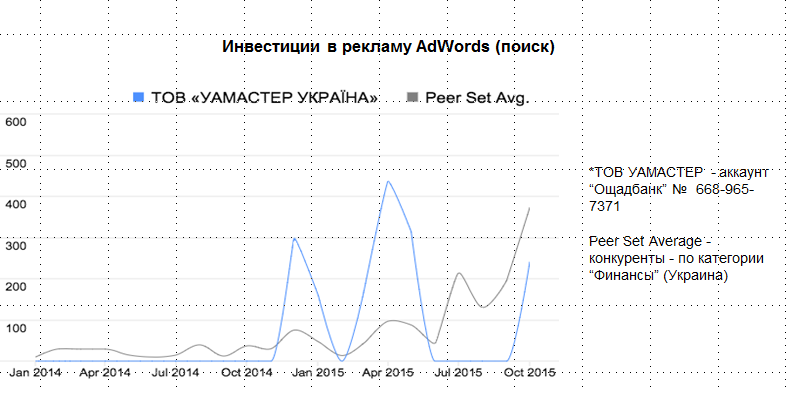 Инвестиции в рекламу AdWords (поиск)
ТОВ «УАМАСТЕР УКРАЇНА»
Peer Set Avg.
600
500
400
300
200
100
Jan 2014
Apr 2014
Jul 2014
Oct 2014
Jan 2015
Apr 2015
Jul 2015
Oct 2015
*ТОВ УАМАСТЕР - аккаунт
“Ощадбанк” № 668-965-
7371
Peer Set Average -
конкуренты - по категории
“Финансы” (Украина)